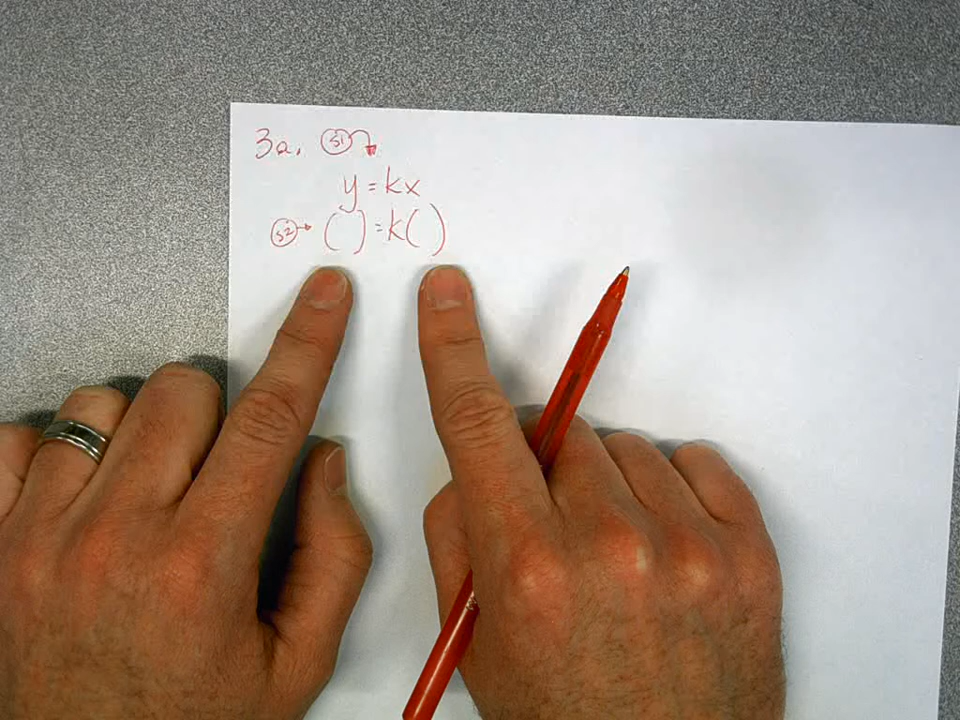 3a. S1
y = kx
S2 → ( ) = k( )